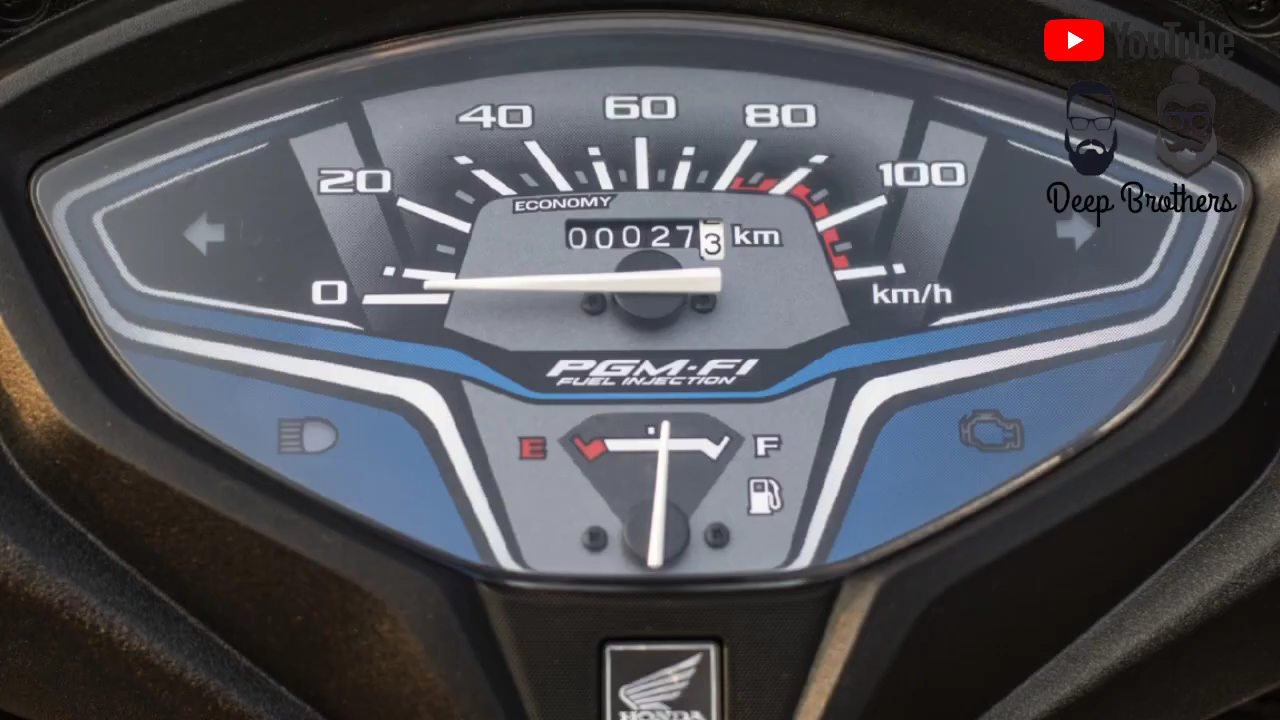 YouTube
Deep Brothers
0
20
40
60
80
100
ECONOMY
000273 km
km/h
PGM-FI
FUEL INJECTION
E F
HONDA